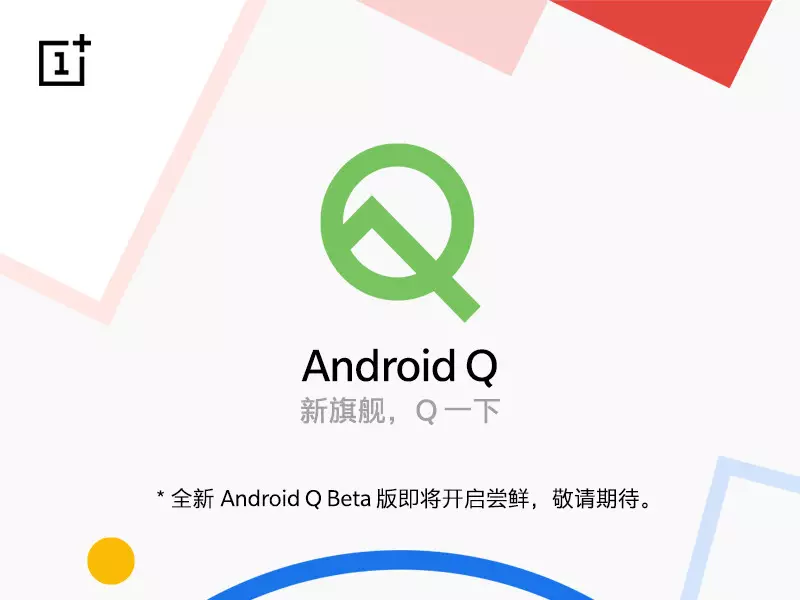 1+
Android Q
新旗舰，Q 一下
* 全新 Android Q Beta 版即将开启尝鲜，敬请期待。